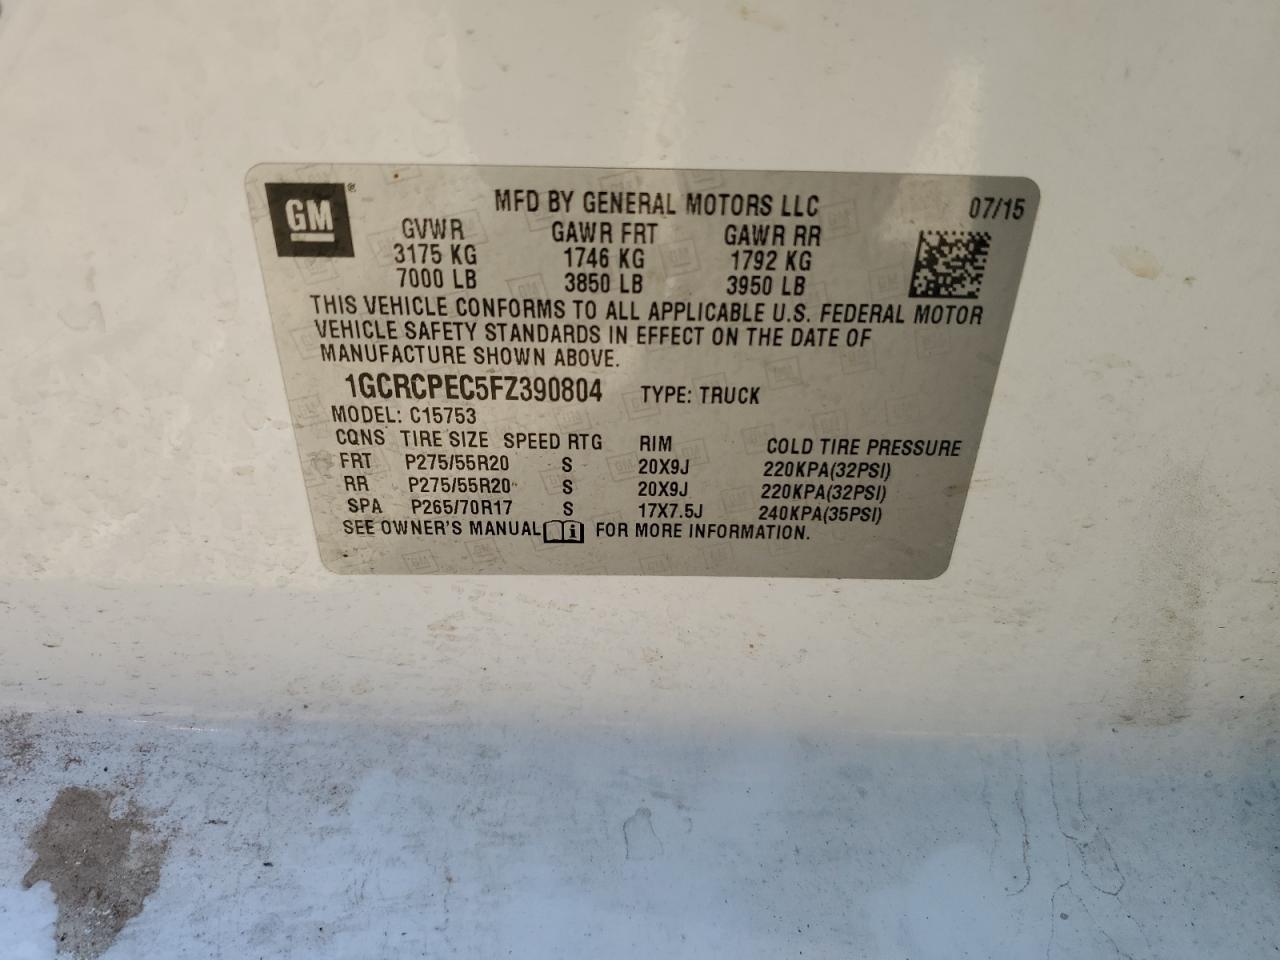 GM ®
MFD BY GENERAL MOTORS LLC 07/15
GVWR GAWR FRT GAWR RR
3175 KG 1746 KG 1792 KG
7000 LB 3850 LB 3950 LB
THIS VEHICLE CONFORMS TO ALL APPLICABLE U.S. FEDERAL MOTOR
VEHICLE SAFETY STANDARDS IN EFFECT ON THE DATE OF
MANUFACTURE SHOWN ABOVE.
1GCRCPEC5FZ390804 TYPE: TRUCK
MODEL: C15753
CQNS TIRE SIZE SPEED RTG RIM COLD TIRE PRESSURE
FRT P275/55R20 S 20X9J 220KPA(32PSI)
RR P275/55R20 S 20X9J 220KPA(32PSI)
SPA P265/70R17 S 17X7.5J 240KPA(35PSI)
SEE OWNER'S MANUAL i FOR MORE INFORMATION.